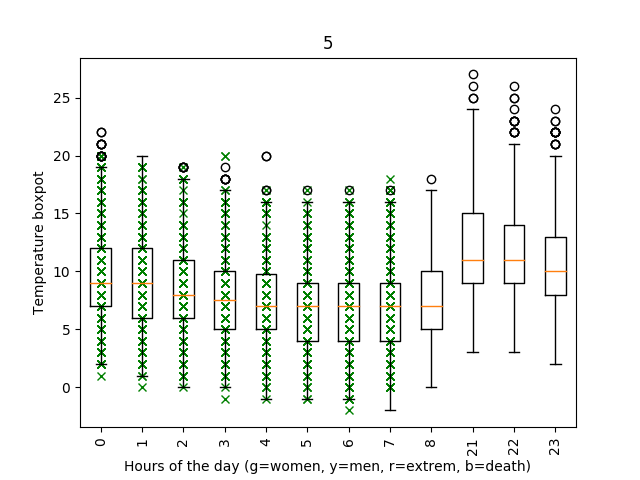 5
25
20
15
10
5
0
Temperature boxpot
0 1 2 3 4 5 6 7 8 21 22 23
Hours of the day (g=women, y=men, r=extrem, b=death)